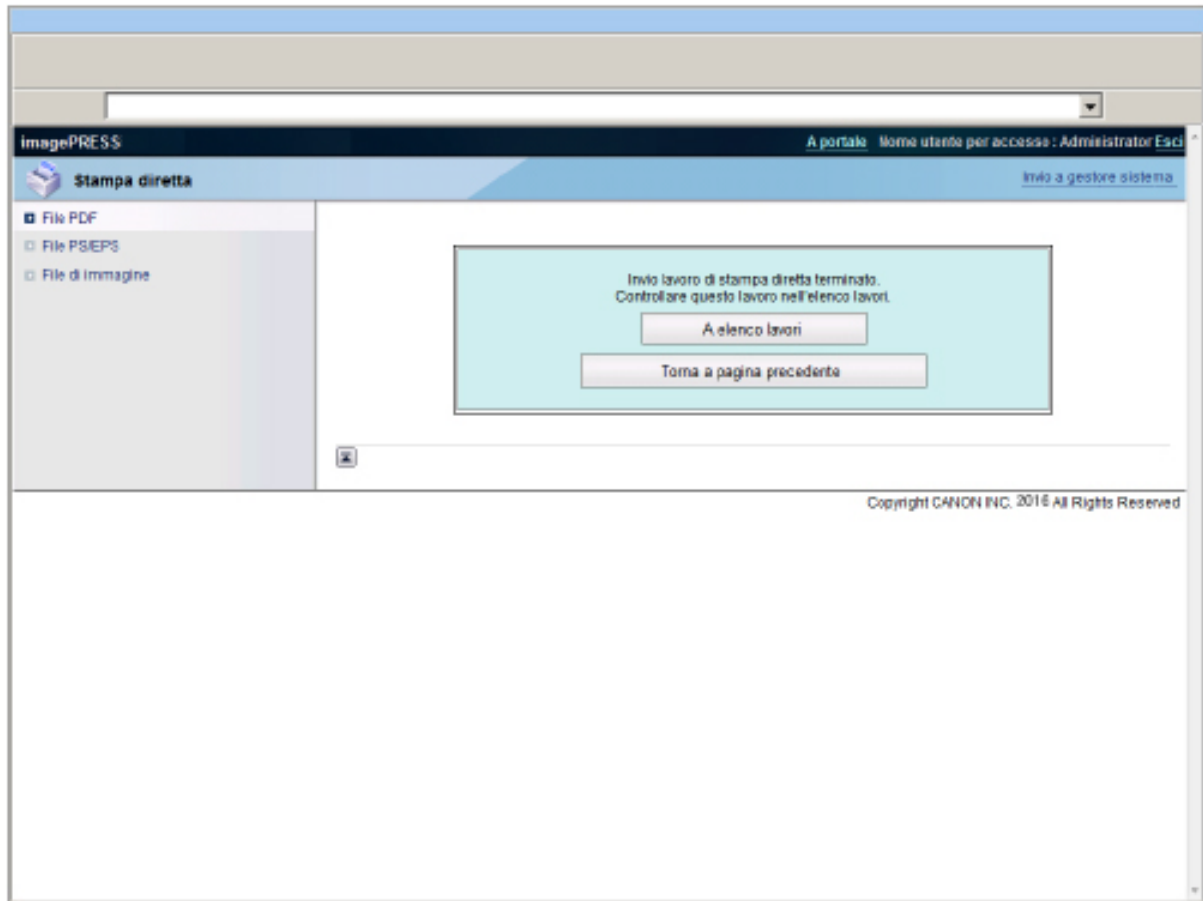 imagePRESS
A portale Nome utente per accesso : Administrator Esci
Stampa diretta
Invio a gestore sistema
File PDF
File PS/EPS
File di immagine
Invio lavoro di stampa diretta terminato.
Controllare questo lavoro nell'elenco lavori.
A elenco lavori
Torna a pagina precedente
Copyright CANON INC. 2016 All Rights Reserved